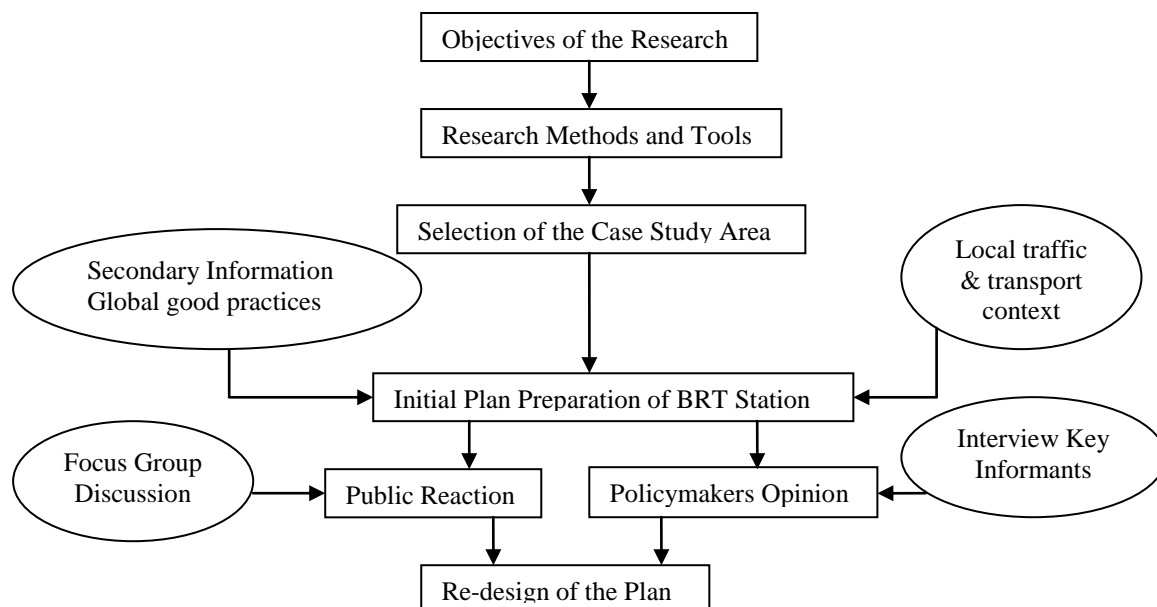 Objectives of the Research
Research Methods and Tools
Selection of the Case Study Area
Secondary Information
Global good practices
Local traffic
& transport
context
Initial Plan Preparation of BRT Station
Focus Group
Discussion
Public Reaction
Policymakers Opinion
Interview Key
Informants
Re-design of the Plan